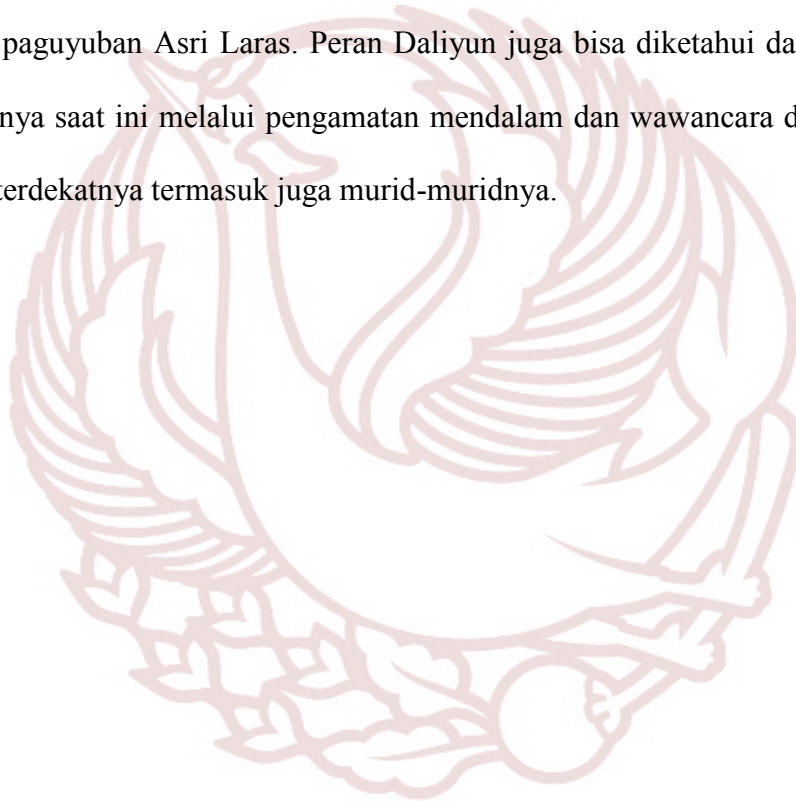 paguyuban Asri Laras. Peran Daliyun juga bisa diketahui da
nya saat ini melalui pengamatan mendalam dan wawancara d
terdekatnya termasuk juga murid-muridnya.